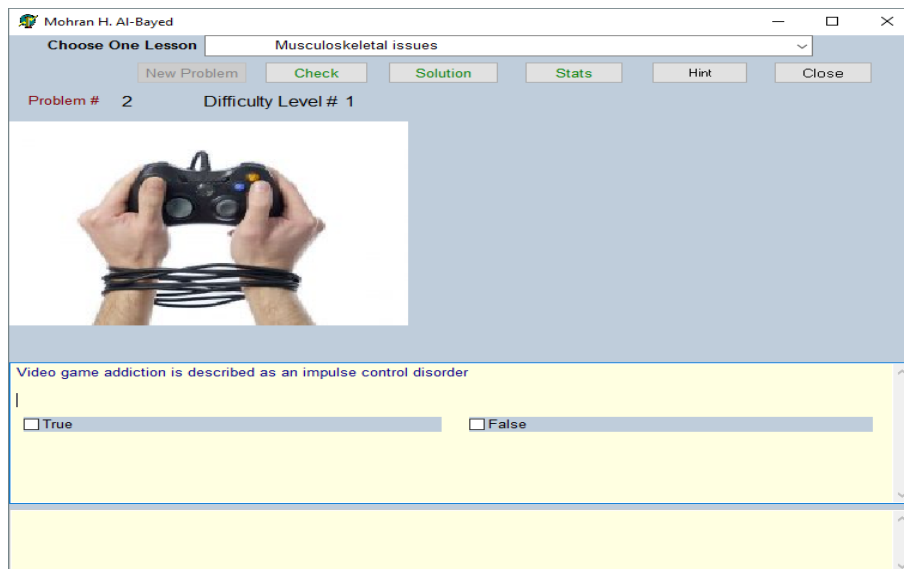 Mohran H. Al-Bayed
Choose One Lesson Musculoskeletal issues
New Problem Check Solution Stats Hint Close
Problem # 2 Difficulty Level # 1
Video game addiction is described as an impulse control disorder
True False